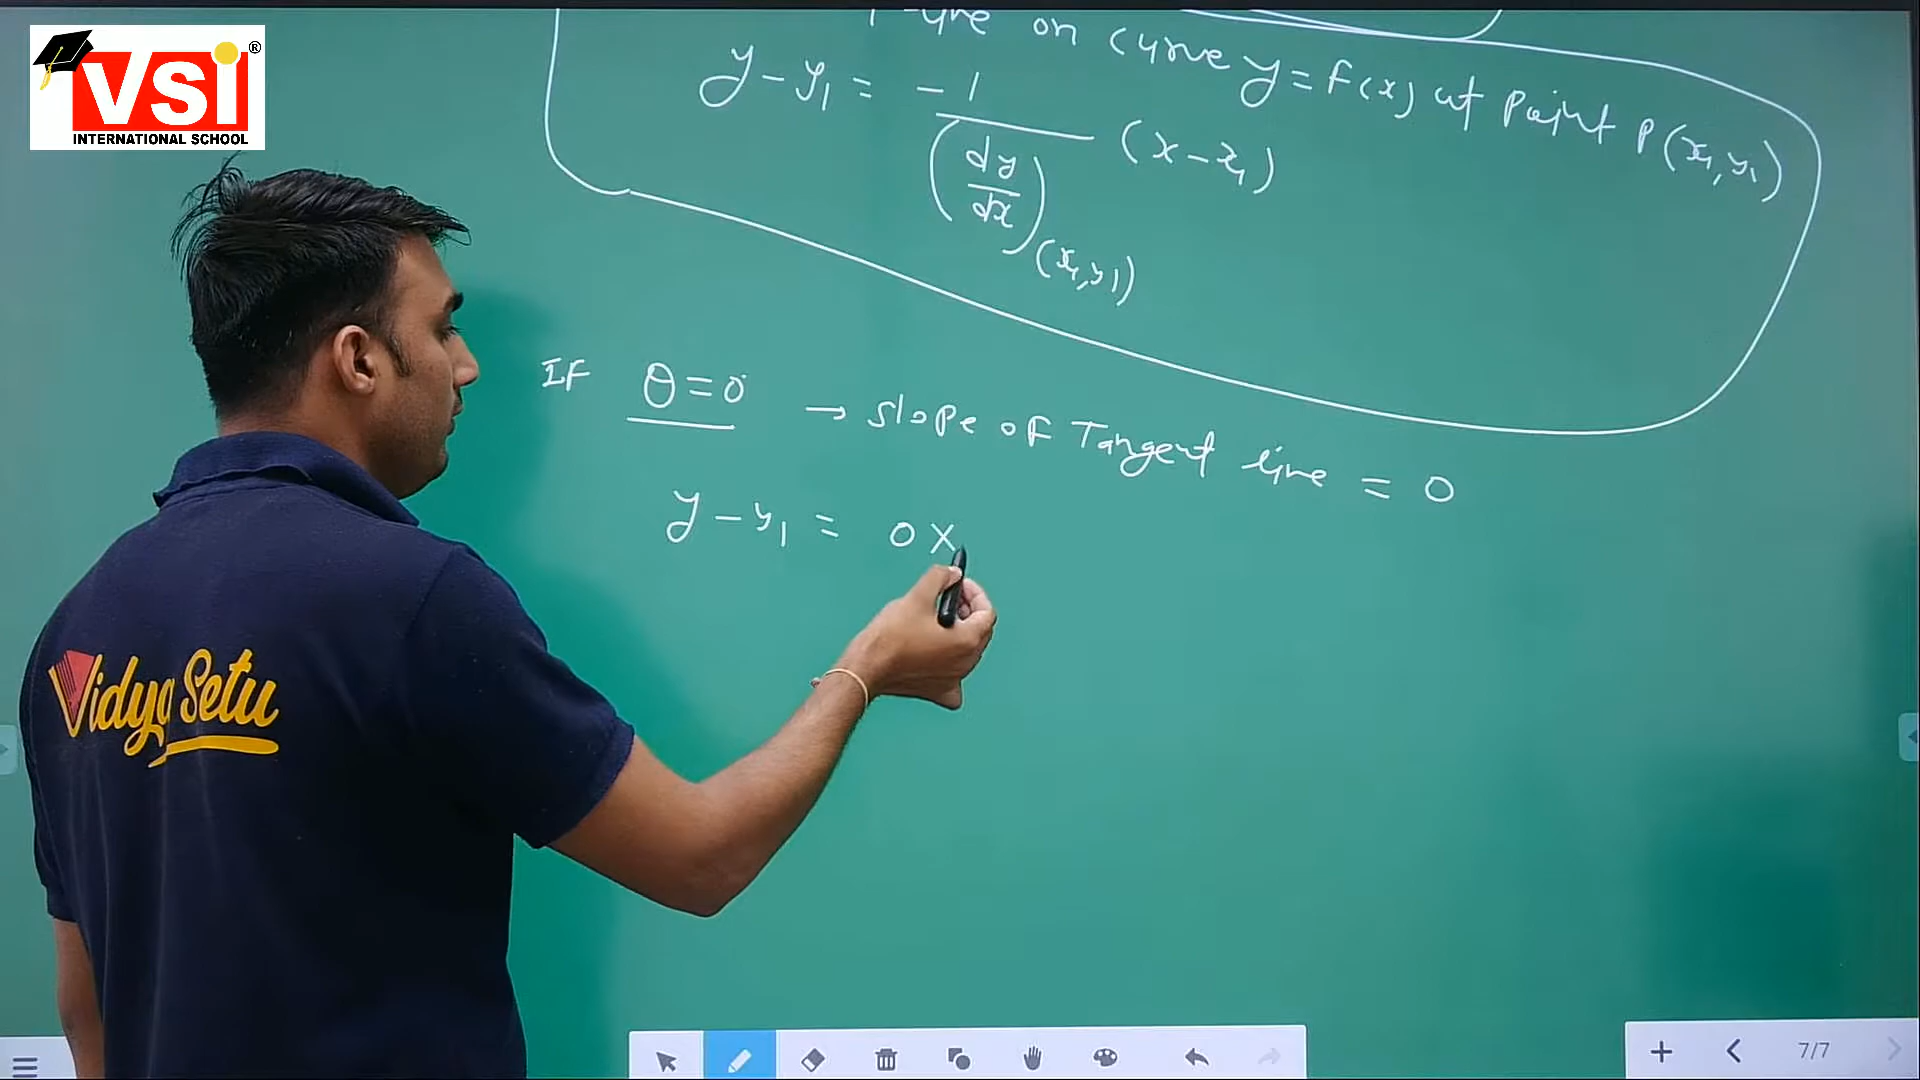 VSI®
INTERNATIONAL SCHOOL
line on curve y=f(x) at point P(x₁,y₁)
y-y₁ = -1/(dy/dx)(x₁,y₁) (x-x₁)
If θ=0 → slope of Tangent line = 0
y-y₁ = 0×
Vidya Setu
7/7